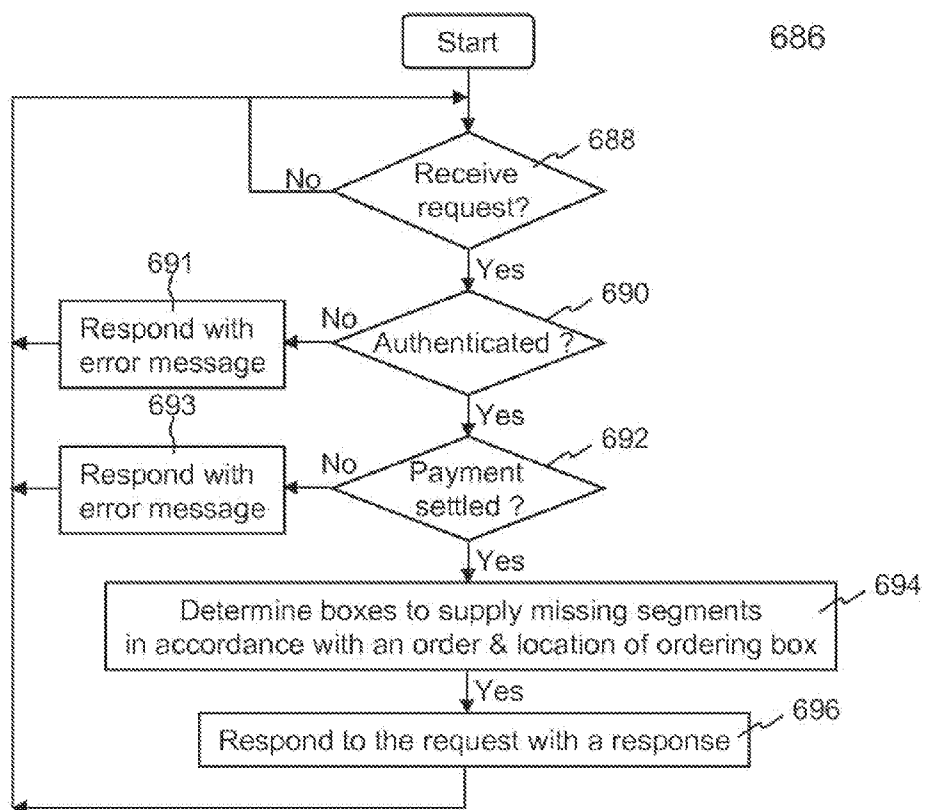 Start
686
688
No
Receive
request?
Yes
691
690
Respond with
error message
No
Authenticated ?
Yes
693
692
Respond with
error message
No
Payment
settled ?
Yes
694
Determine boxes to supply missing segments
in accordance with an order & location of ordering box
Yes
696
Respond to the request with a response